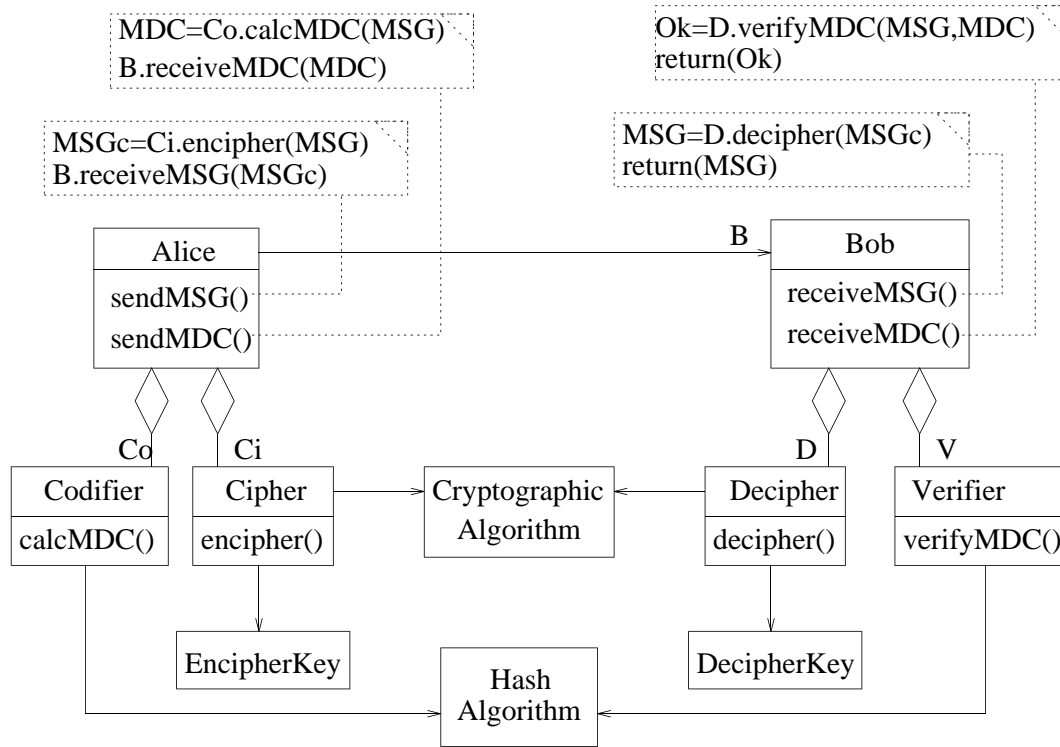 MDC=Co.calcMDC(MSG)
B.receiveMDC(MDC)
Ok=D.verifyMDC(MSG,MDC)
return(Ok)
MSGc=Ci.encipher(MSG)
B.receiveMSG(MSGc)
MSG=D.decipher(MSGc)
return(MSG)
Alice
sendMSG()
sendMDC()
B
Bob
receiveMSG()
receiveMDC()
Co
Ci
D
V
Codifier
calcMDC()
Cipher
encipher()
Cryptographic
Algorithm
Decipher
decipher()
Verifier
verifyMDC()
EncipherKey
Hash
Algorithm
DecipherKey